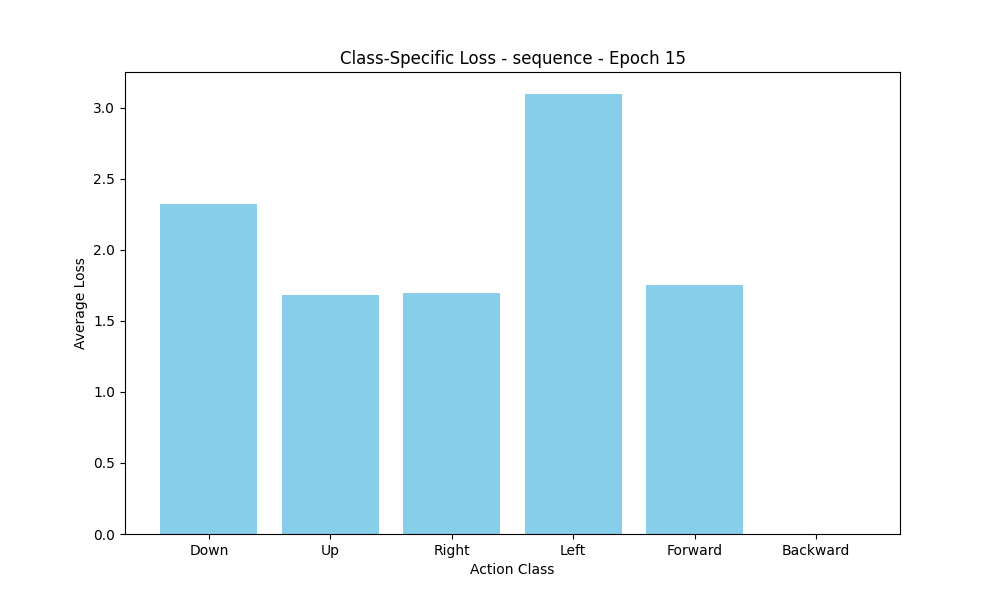 Class-Specific Loss - sequence - Epoch 15
3.0
2.5
2.0
1.5
1.0
0.5
0.0
Average Loss
Down Up Right Left Forward Backward
Action Class